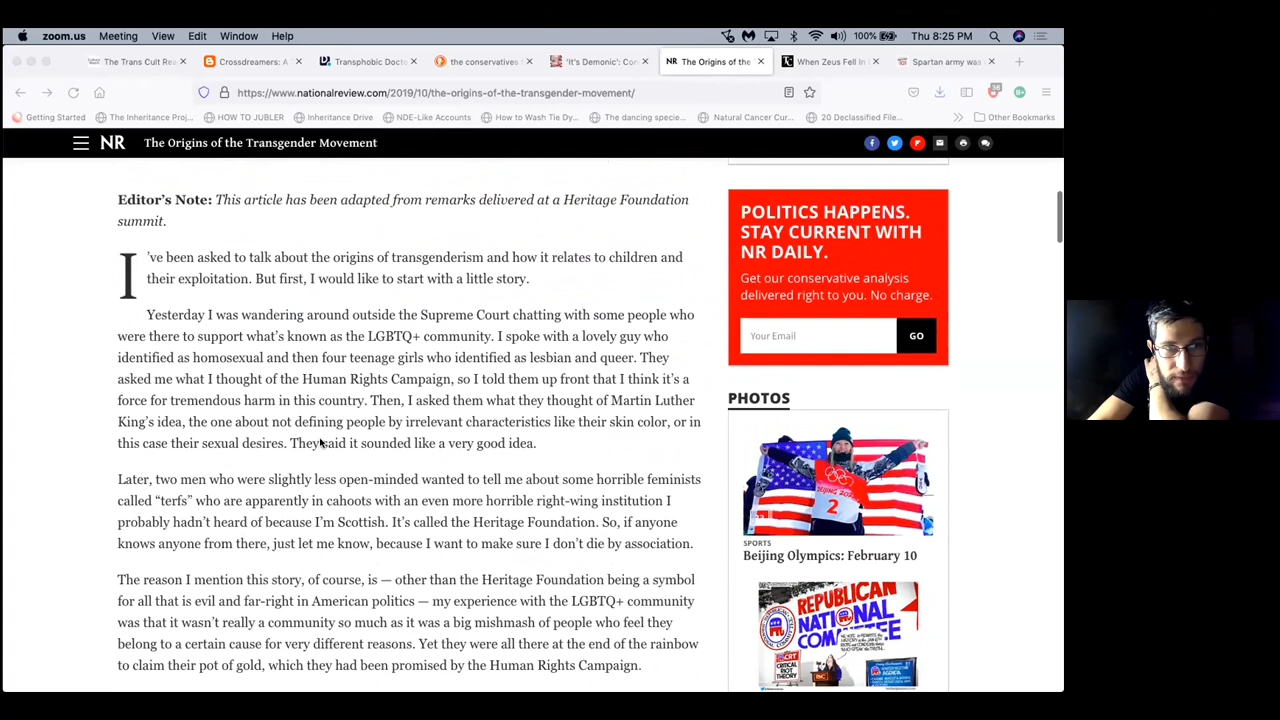 zoom.us Meeting View Edit Window Help 100% Thu 8:25 PM
The Trans Cult Rea
Crossdreamers: A
Transphobic Docto
the conservatives f
'It's Demonic': Cor
NR The Origins of the
When Zeus Fell In L
Spartan army was
https://www.nationalreview.com/2019/10/the-origins-of-the-transgender-movement/
Getting Started The Inheritance Proj... HOW TO JUBLER Inheritance Drive NDE-Like Accounts How to Wash Tie Dy... The dancing specie... Natural Cancer Cur... 20 Declassified File... Other Bookmarks
NR The Origins of the Transgender Movement
Editor's Note: This article has been adapted from remarks delivered at a Heritage Foundation
summit.
I've been asked to talk about the origins of transgenderism and how it relates to children and
their exploitation. But first, I would like to start with a little story.
Yesterday I was wandering around outside the Supreme Court chatting with some people who
were there to support what's known as the LGBTQ+ community. I spoke with a lovely guy who
identified as homosexual and then four teenage girls who identified as lesbian and queer. They
asked me what I thought of the Human Rights Campaign, so I told them up front that I think it's a
force for tremendous harm in this country. Then, I asked them what they thought of Martin Luther
King's idea, the one about not defining people by irrelevant characteristics like their skin color, or in
this case their sexual desires. They said it sounded like a very good idea.
Later, two men who were slightly less open-minded wanted to tell me about some horrible feminists
called "terfs" who are apparently in cahoots with an even more horrible right-wing institution I
probably hadn't heard of because I'm Scottish. It's called the Heritage Foundation. So, if anyone
knows anyone from there, just let me know, because I want to make sure I don't die by association.
The reason I mention this story, of course, is — other than the Heritage Foundation being a symbol
for all that is evil and far-right in American politics — my experience with the LGBTQ+ community
was that it wasn't really a community so much as it was a big mishmash of people who feel they
belong to a certain cause for very different reasons. Yet they were all there at the end of the rainbow
to claim their pot of gold, which they had been promised by the Human Rights Campaign.
POLITICS HAPPENS.
STAY CURRENT WITH
NR DAILY.
Get our conservative analysis
delivered right to you. No charge.
Your Email GO
PHOTOS
BEIJING 2022
2
SPORTS
Beijing Olympics: February 10
REPUBLICAN
NATIONAL
COMMITTEE